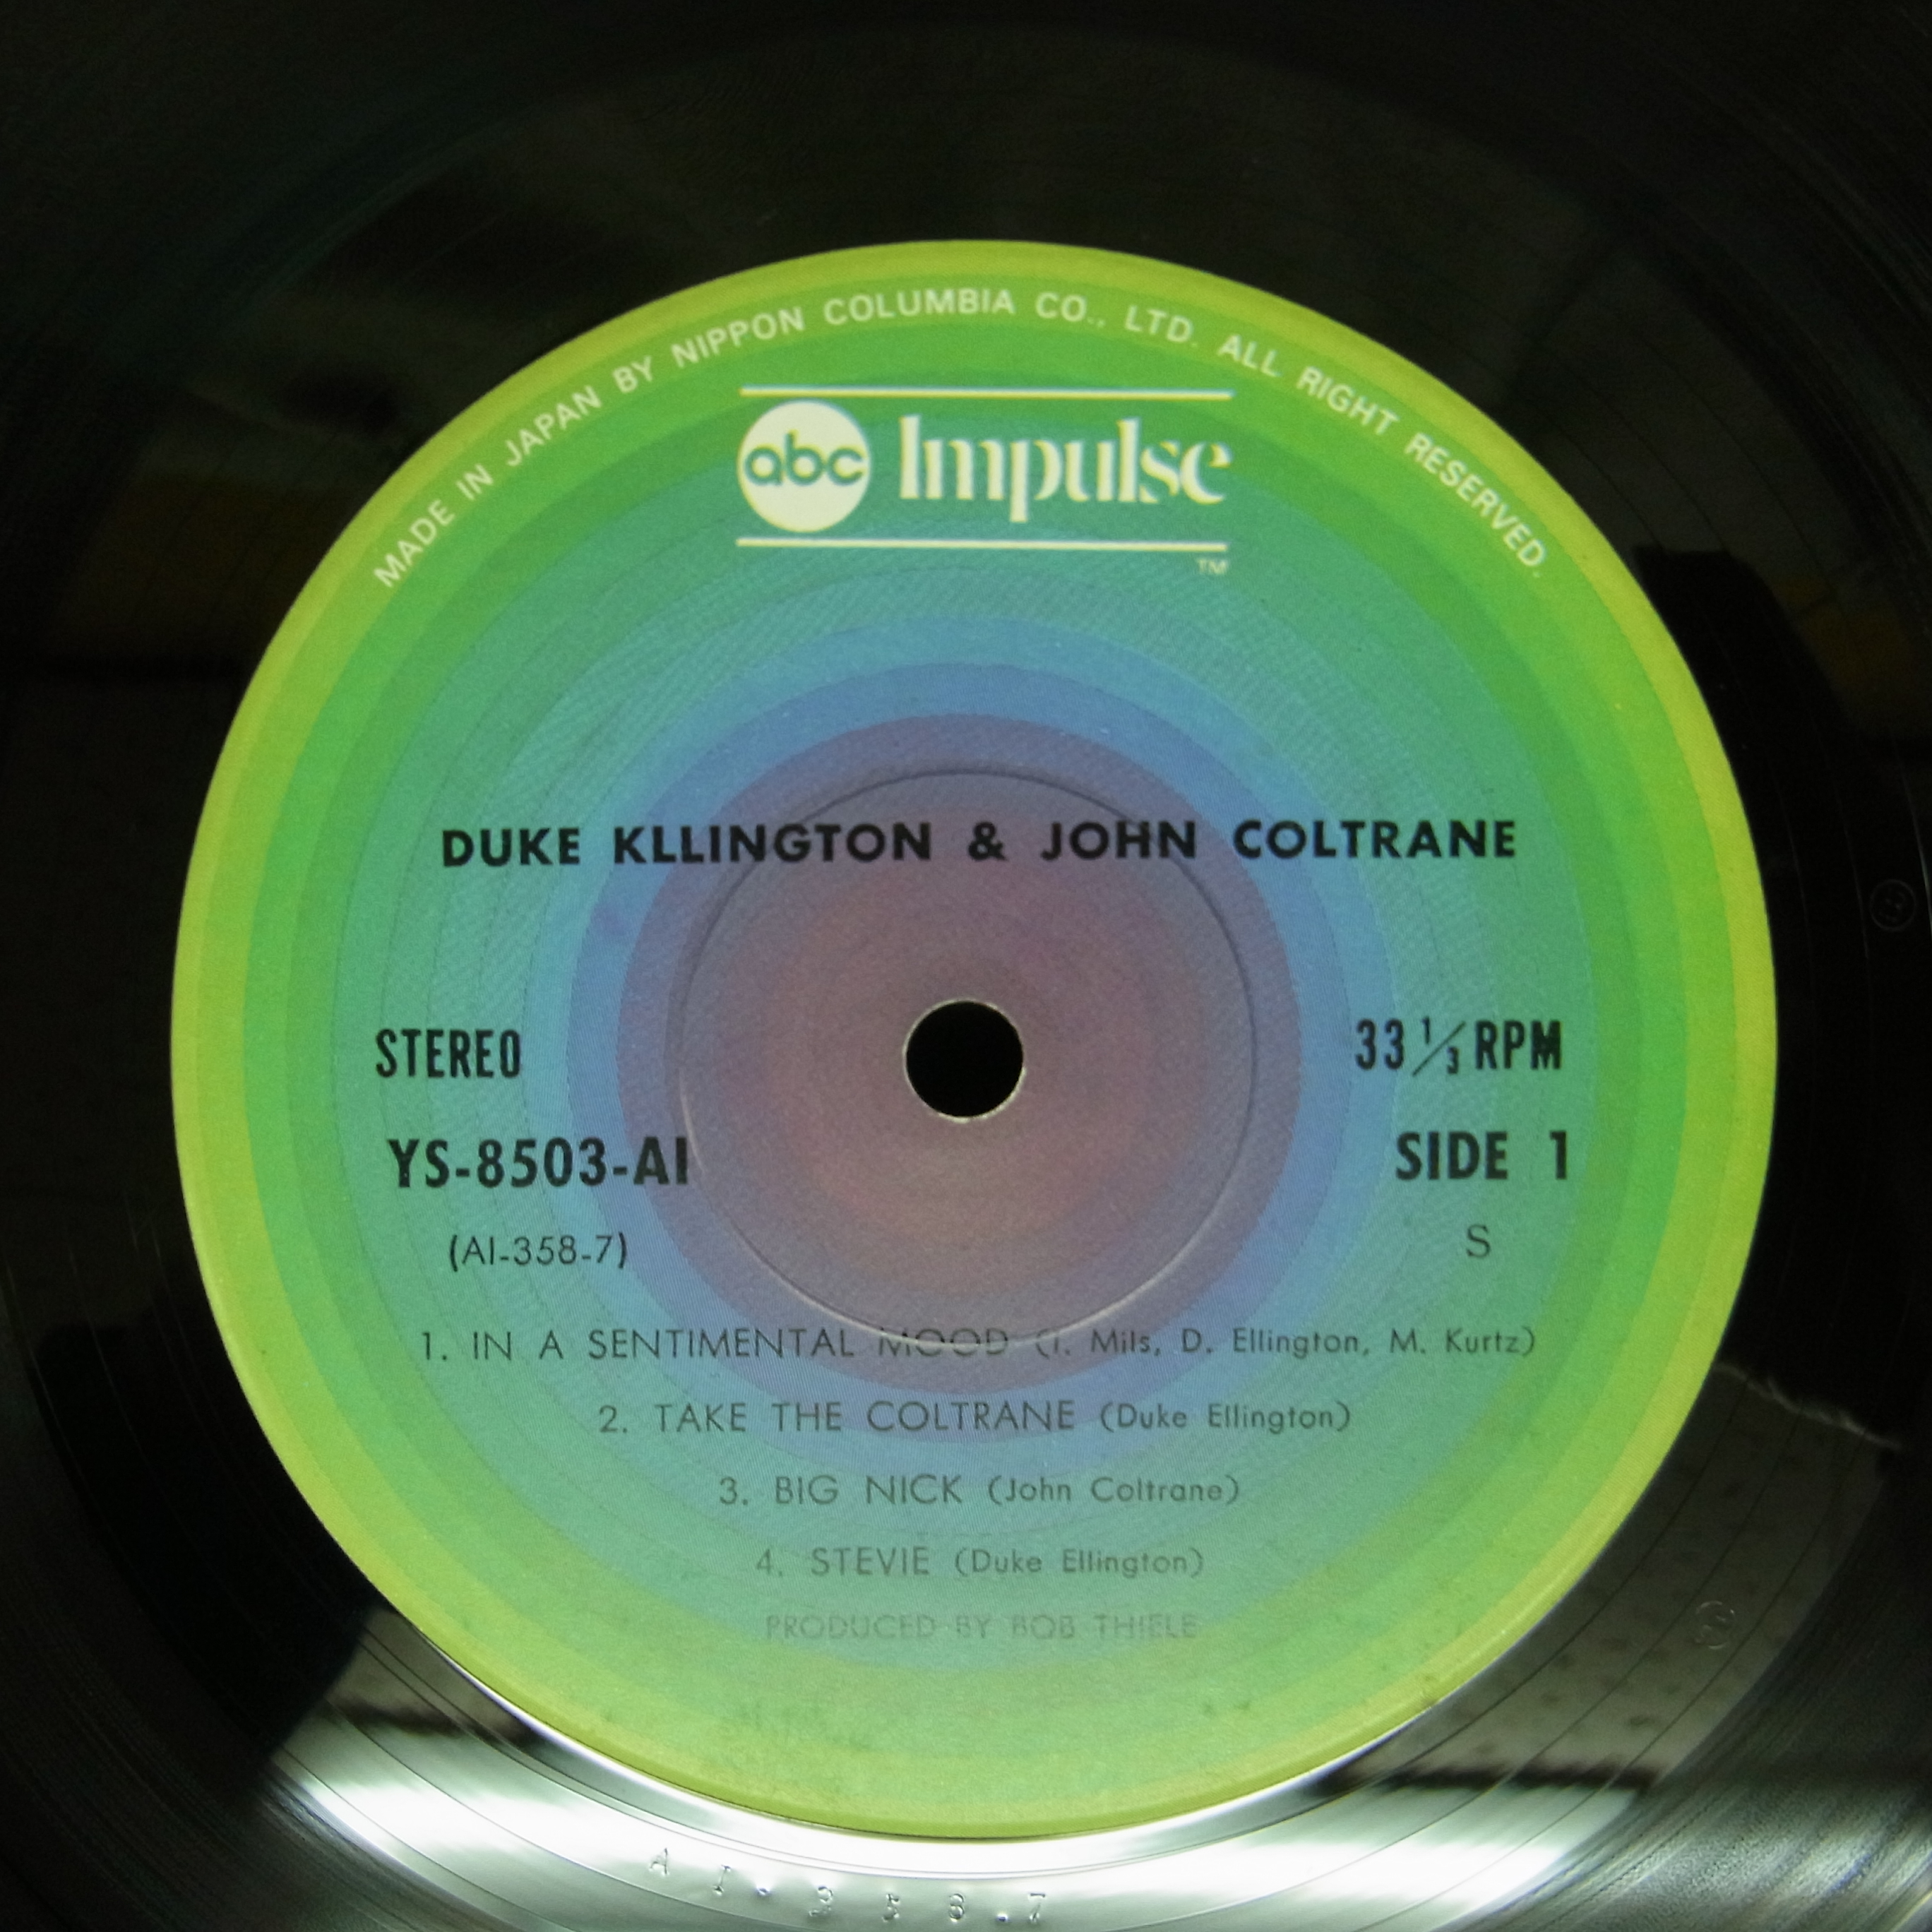 MADE IN JAPAN BY NIPPON COLUMBIA CO., LTD. ALL RIGHT RESERVED.
abc Impulse
TM
DUKE KLLINGTON & JOHN COLTRANE
STEREO
33 1/3 RPM
YS-8503-AI
SIDE 1
(AI-358-7)
S
1. IN A SENTIMENTAL MOOD (I. Mils, D. Ellington, M. Kurtz)
2. TAKE THE COLTRANE (Duke Ellington)
3. BIG NICK (John Coltrane)
4. STEVIE (Duke Ellington)
PRODUCED BY BOB THIELE